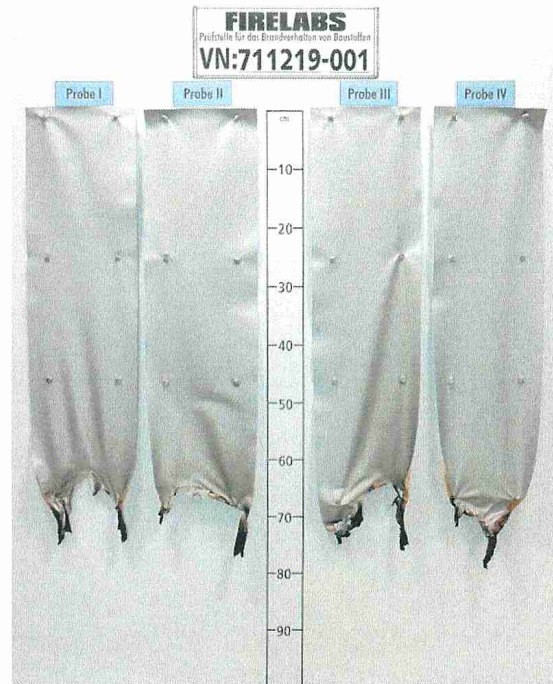 FIRELABS
Prüfstelle für das Brandverhalten von Baustoffen
VN:711219-001
Probe I
Probe II
Probe III
Probe IV
cm
10
20
30
40
50
60
70
80
90